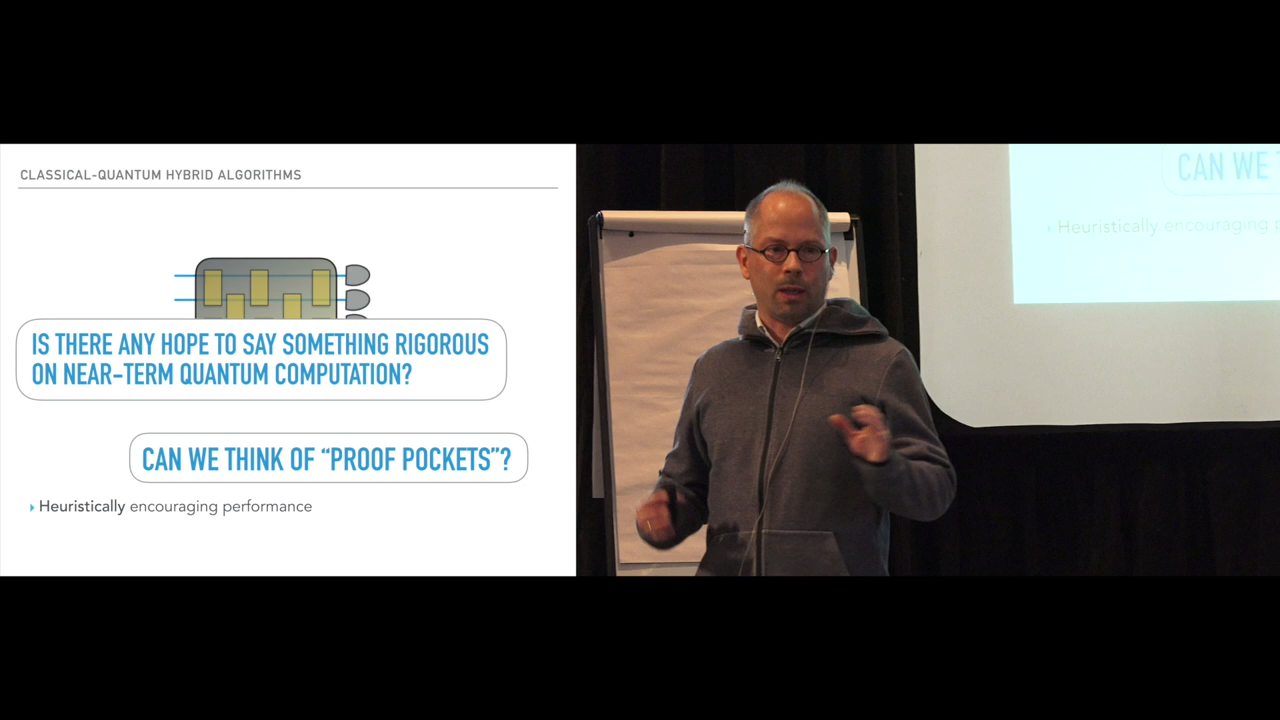 CLASSICAL-QUANTUM HYBRID ALGORITHMS
IS THERE ANY HOPE TO SAY SOMETHING RIGOROUS
ON NEAR-TERM QUANTUM COMPUTATION?
CAN WE THINK OF “PROOF POCKETS”?
Heuristically encouraging performance
CAN WE
Heuristically encouraging